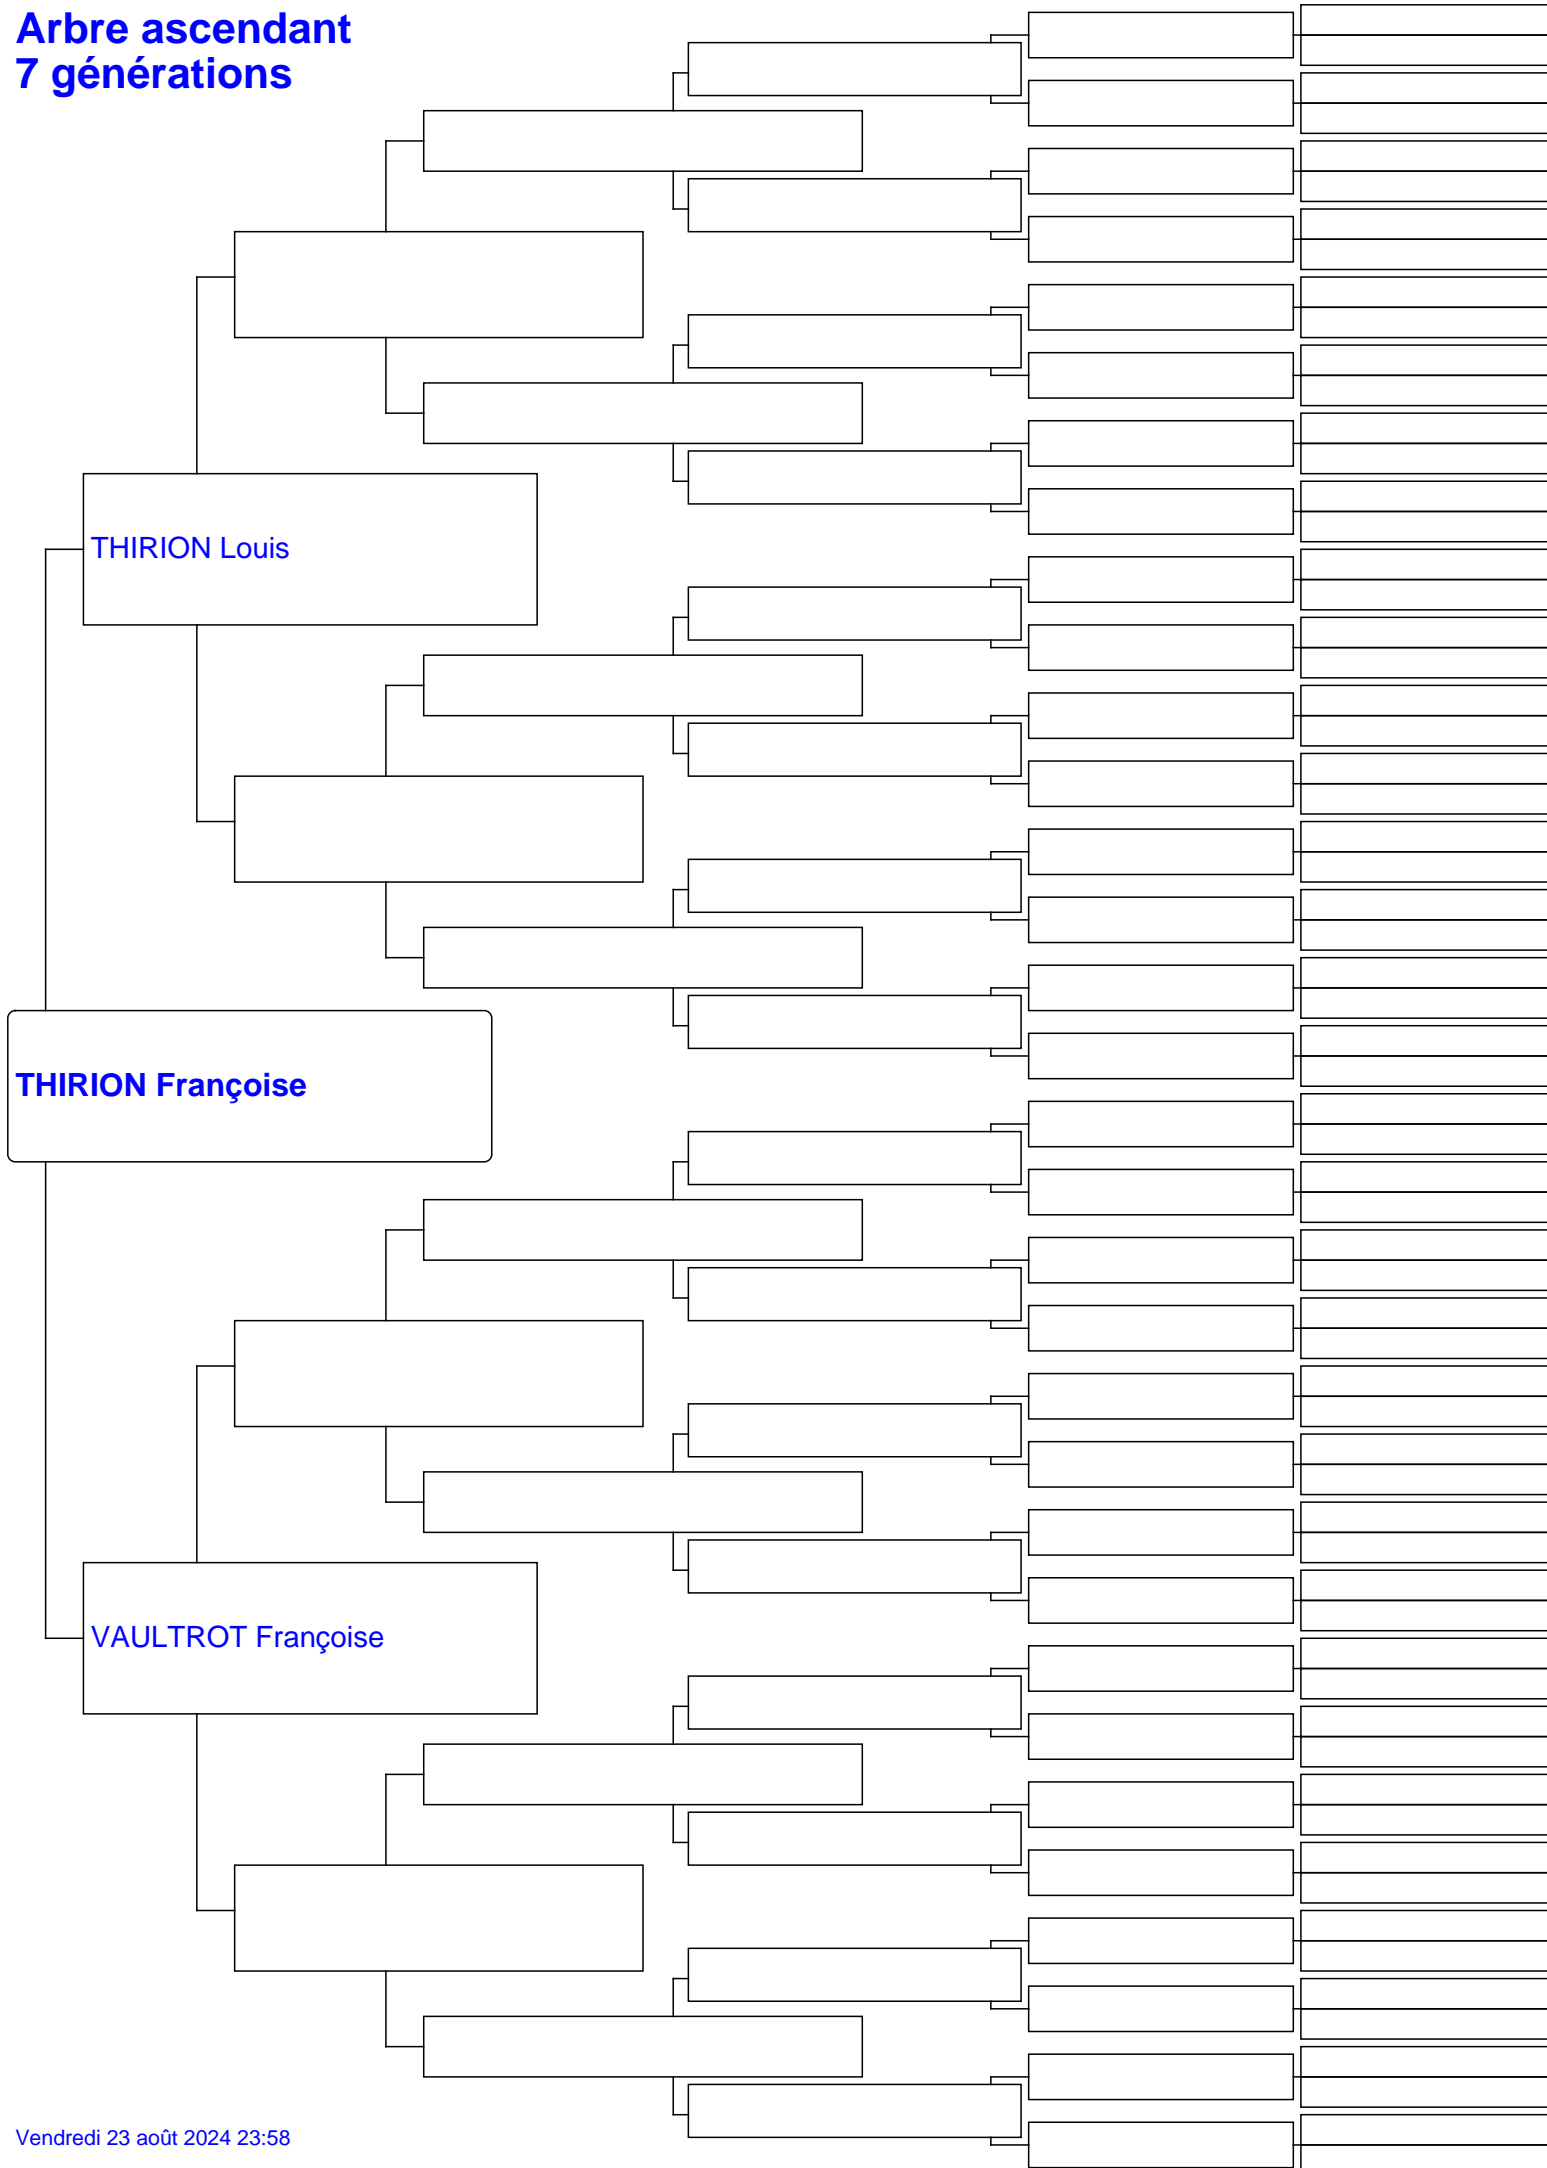 Arbre ascendant
7 générations
THIRION Louis
THIRION Françoise
VAULTROT Françoise
Vendredi 23 août 2024 23:58